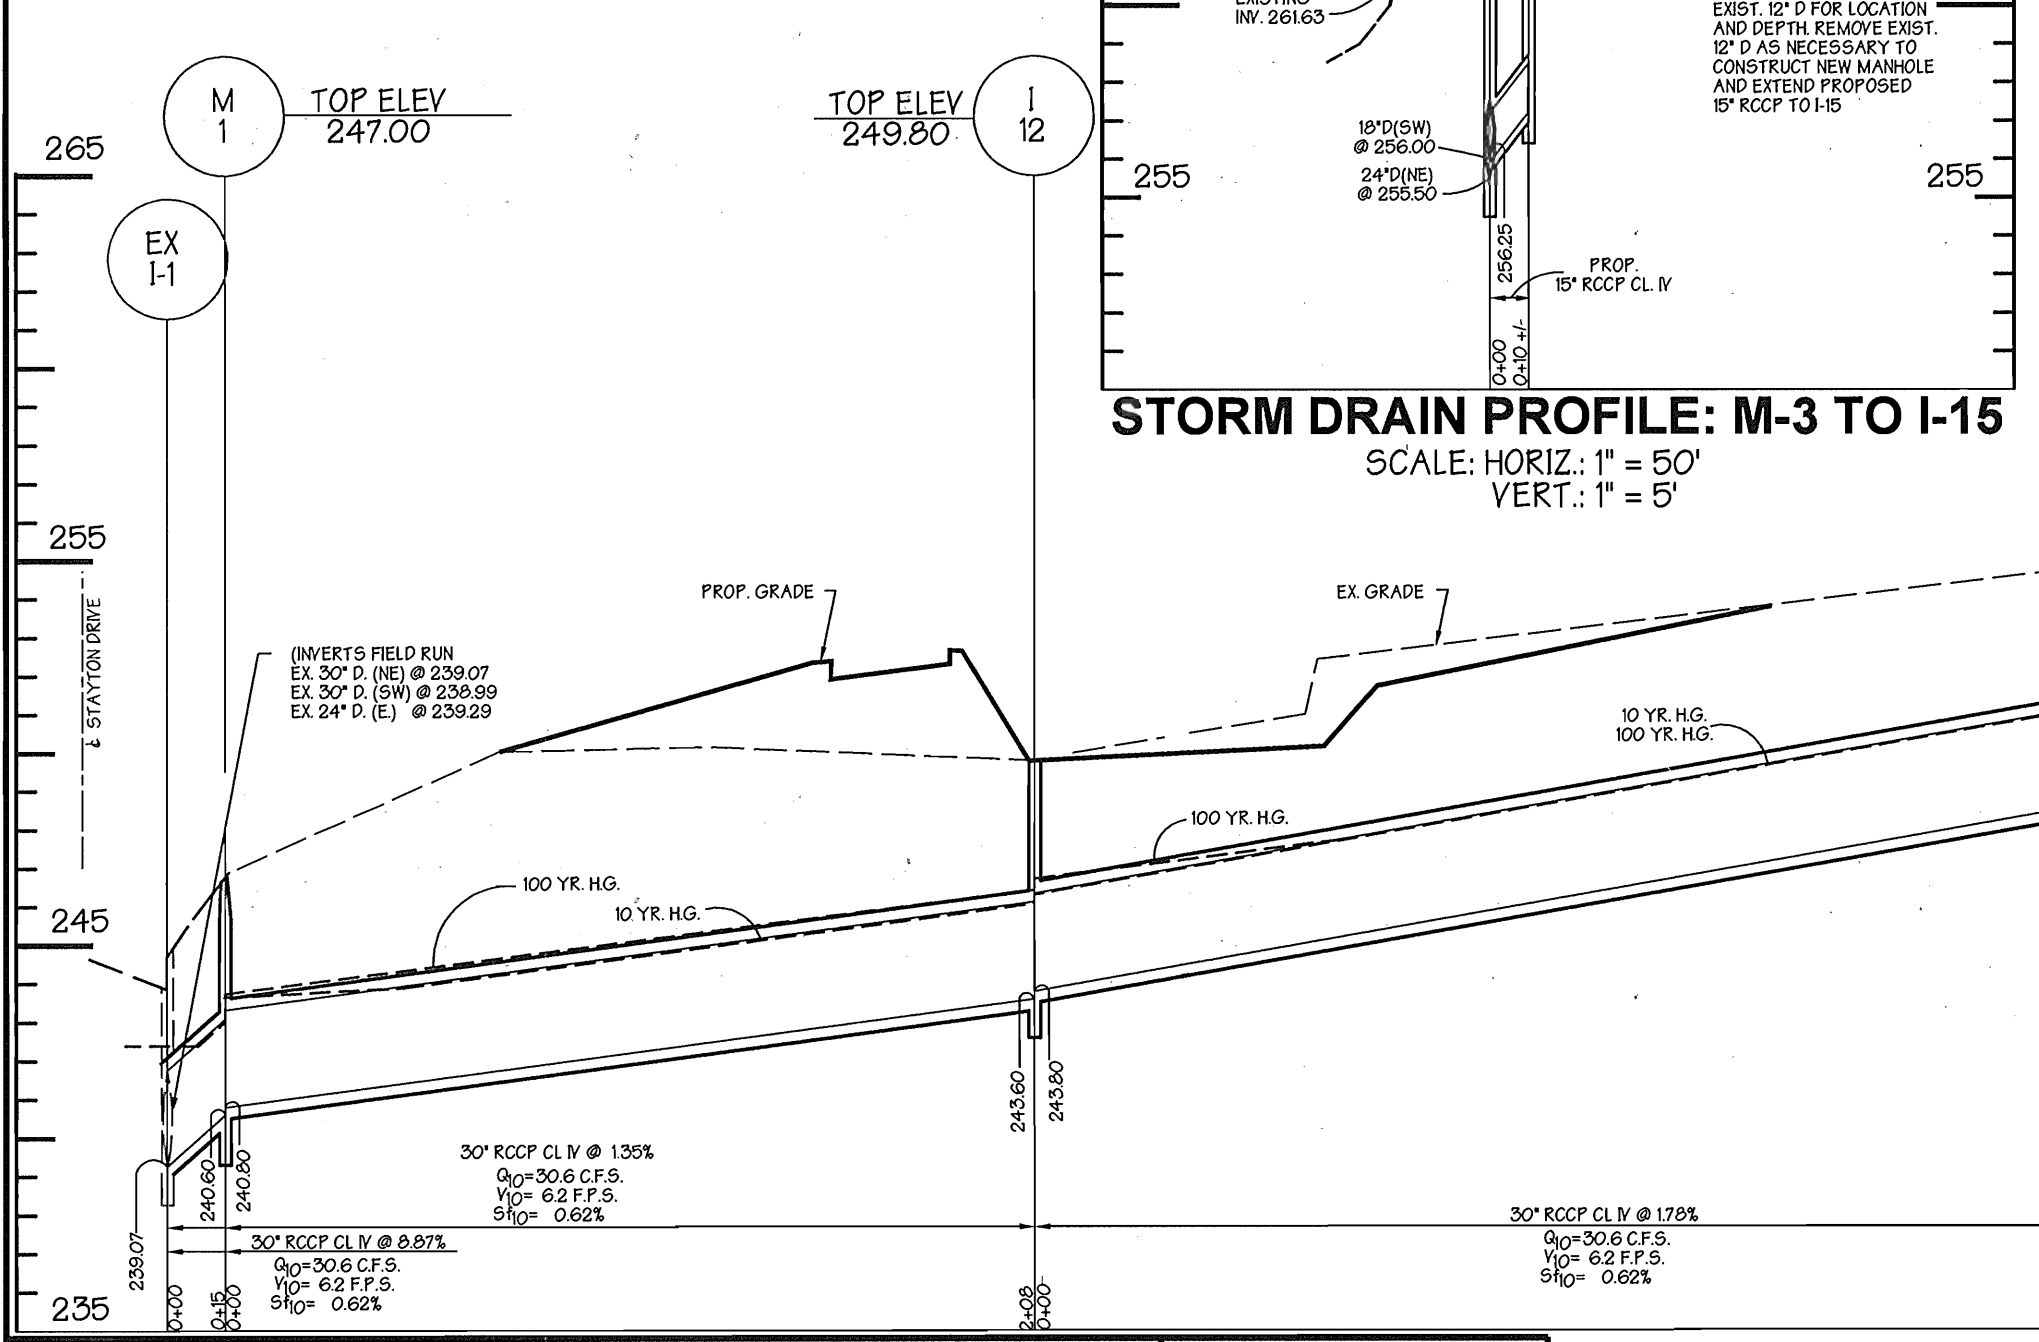 M
1
TOP ELEV
247.00
TOP ELEV
249.80
I
12
EX
I-1
265
255
245
235
INV. 261.63
EXIST. 12" D FOR LOCATION
AND DEPTH. REMOVE EXIST.
12" D AS NECESSARY TO
CONSTRUCT NEW MANHOLE
AND EXTEND PROPOSED
15" RCCP TO I-15
18"D(SW)
@ 256.00
24"D(NE)
@ 255.50
255
255
256.25
PROP.
15" RCCP CL. IV
0+00
0+10 +/-
STORM DRAIN PROFILE: M-3 TO I-15
SCALE: HORIZ.: 1" = 50'
VERT.: 1" = 5'
STAYTON DRIVE
(INVERTS FIELD RUN
EX. 30" D. (NE) @ 239.07
EX. 30" D. (SW) @ 238.99
EX. 24" D. (E.) @ 239.29
PROP. GRADE
EX. GRADE
10 YR. H.G.
100 YR. H.G.
100 YR. H.G.
100 YR. H.G.
10 YR. H.G.
243.60
243.80
240.60
240.80
239.07
30" RCCP CL IV @ 1.35%
Q10=30.6 C.F.S.
V10= 6.2 F.P.S.
Sf10= 0.62%
30" RCCP CL IV @ 8.87%
Q10=30.6 C.F.S.
V10= 6.2 F.P.S.
Sf10= 0.62%
30" RCCP CL IV @ 1.78%
Q10=30.6 C.F.S.
V10= 6.2 F.P.S.
Sf10= 0.62%
0+00
0+15
0+00
2+08
0+00